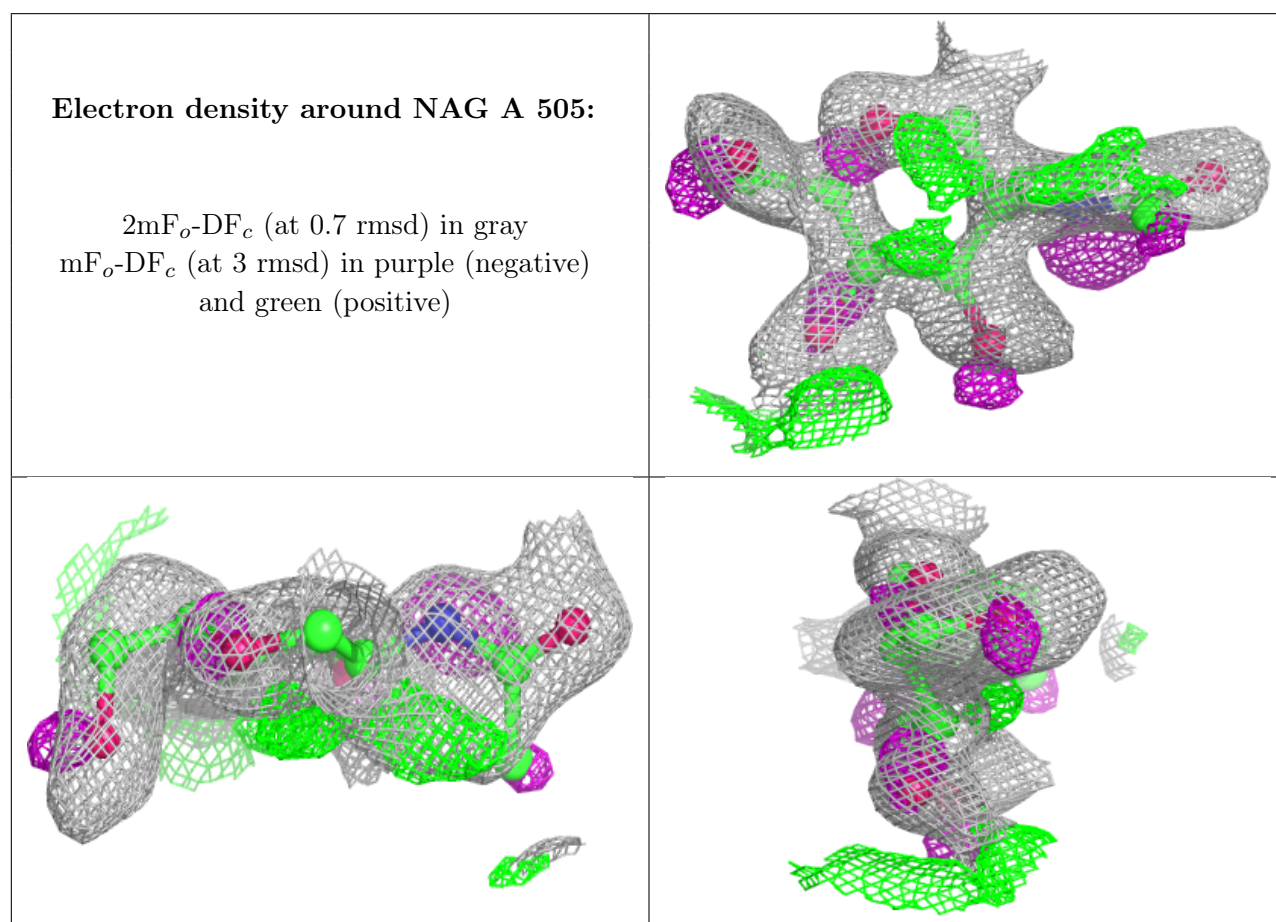 Electron density around NAG A 505:
2mFo-DFc (at 0.7 rmsd) in gray
mFo-DFc (at 3 rmsd) in purple (negative)
and green (positive)